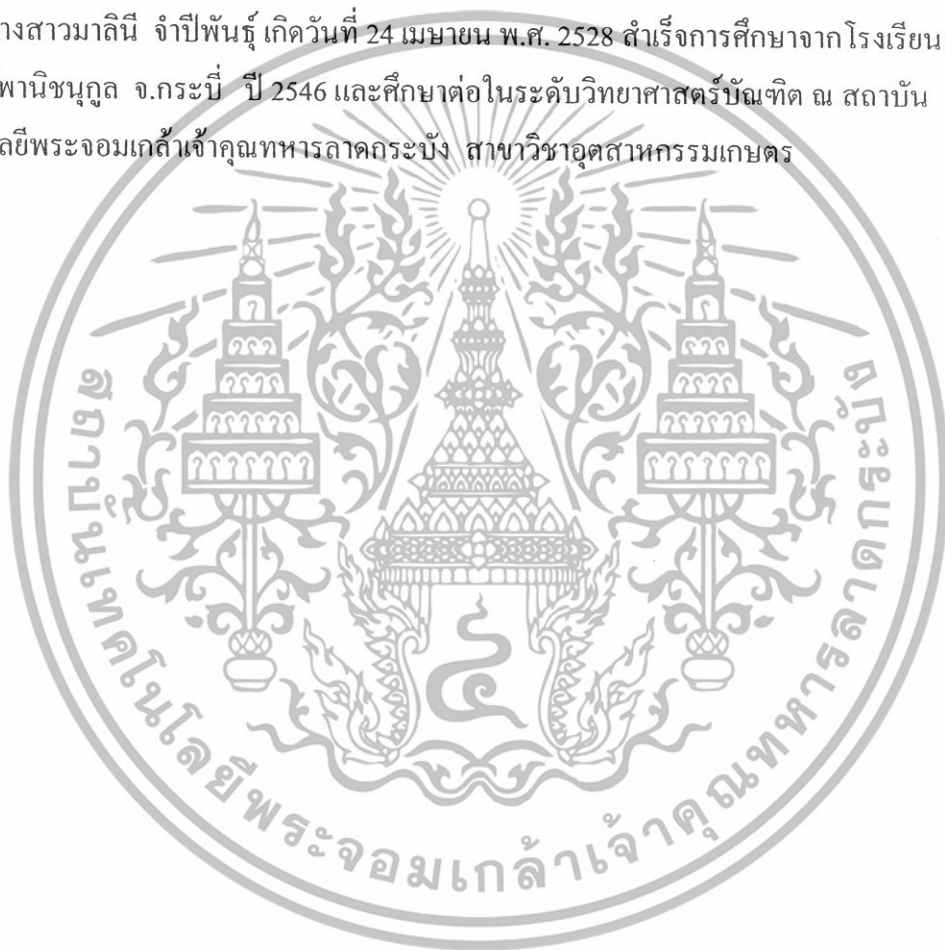 างสาวมาลินี จำปีพันธุ์ เกิดวันที่ 24 เมษายน พ.ศ. 2528 สำเร็จการศึกษาจากโรงเรียน
พานิชนุกูล จ.กระบี่ ปี 2546 และศึกษาต่อในระดับวิทยาศาสตร์บัณฑิต ณ สถาบัน
ลยีพระจอมเกล้าเจ้าคุณทหารลาดกระบัง สาขาวิชาอุตสาหกรรมเกษตร
สถาบันเทคโนโลยีพระจอมเกล้าเจ้าคุณทหารลาดกระบัง
๔